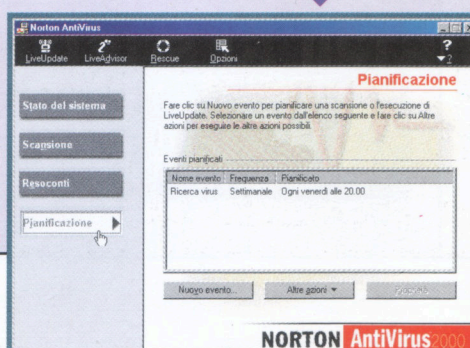 Norton AntiVirus
LiveUpdate LiveAdvisor Rescue Opzioni ?
Pianificazione
Stato del sistema
Scansione
Resoconti
Pianificazione
Fare clic su Nuovo evento per pianificare una scansione o l'esecuzione di
LiveUpdate. Selezionare un evento dall'elenco seguente e fare clic su Altre
azioni per eseguire le altre azioni possibili.
Eventi pianificati
Nome evento Frequenza Pianificato
Ricerca virus Settimanale Ogni venerdì alle 20.00
Nuovo evento... Altre azioni Proprietà
NORTON AntiVirus 2000